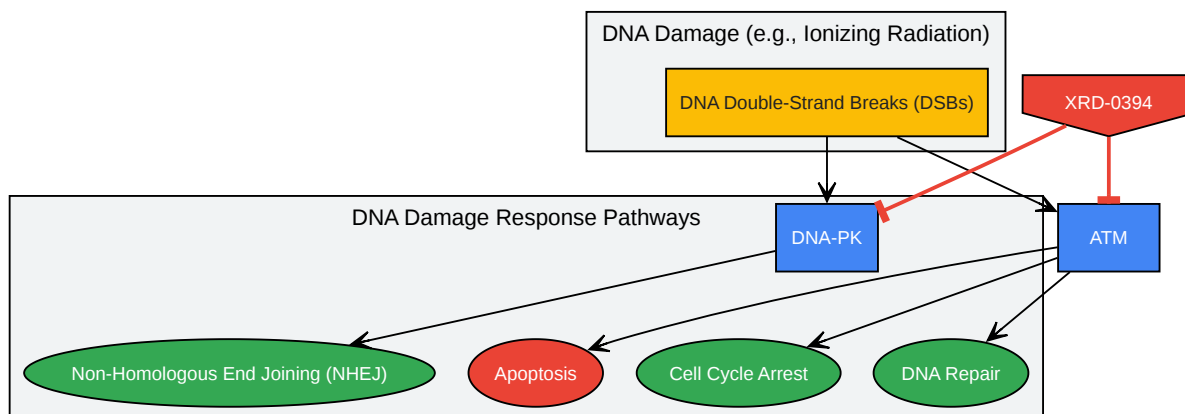 DNA Damage (e.g., Ionizing Radiation)
DNA Double-Strand Breaks (DSBs)
XRD-0394
DNA Damage Response Pathways
DNA-PK
ATM
Non-Homologous End Joining (NHEJ)
Apoptosis
Cell Cycle Arrest
DNA Repair